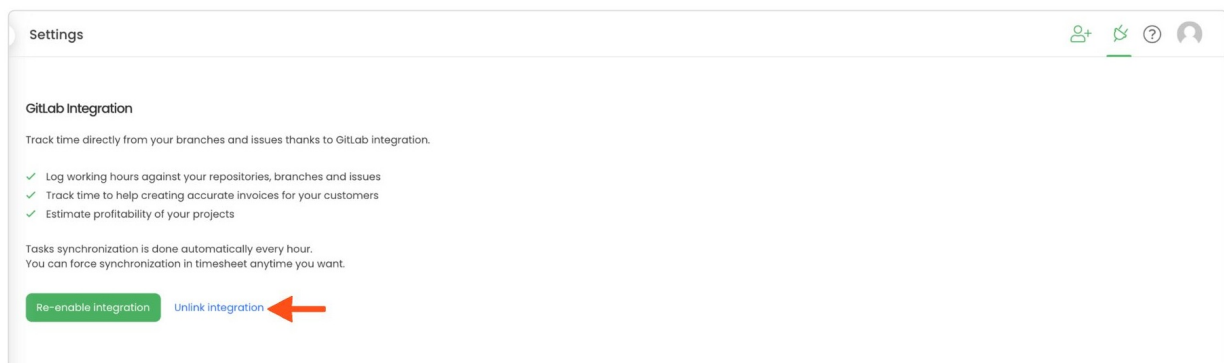 Settings
GitLab Integration
Track time directly from your branches and issues thanks to GitLab integration.
Log working hours against your repositories, branches and issues
Track time to help creating accurate invoices for your customers
Estimate profitability of your projects
Tasks synchronization is done automatically every hour.
You can force synchronization in timesheet anytime you want.
Re-enable integration Unlink integration